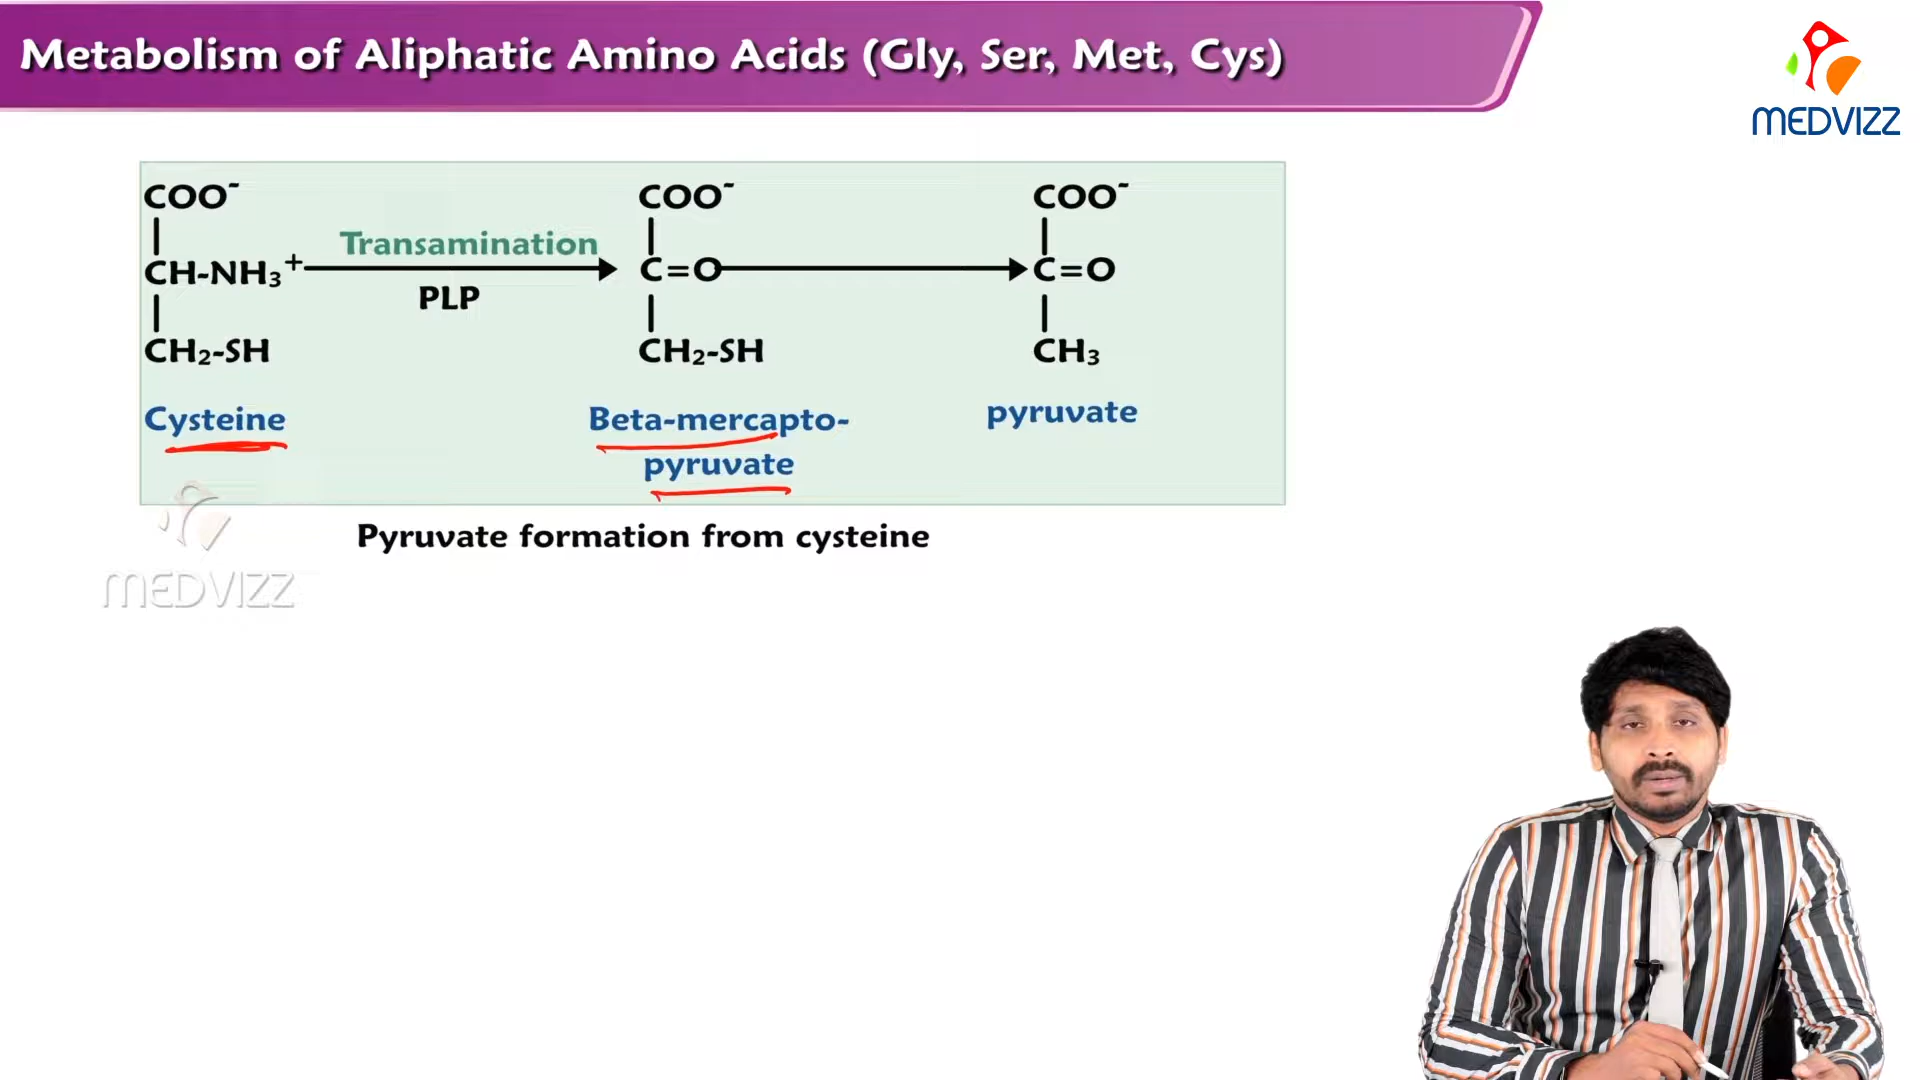 Metabolism of Aliphatic Amino Acids (Gly, Ser, Met, Cys)
MEDVIZZ
COO⁻ COO⁻ COO⁻
Transamination
CH-NH₃⁺ C=O C=O
PLP
CH₂-SH CH₂-SH CH₃
Cysteine Beta-mercapto- pyruvate
pyruvate
Pyruvate formation from cysteine
MEDVIZZ